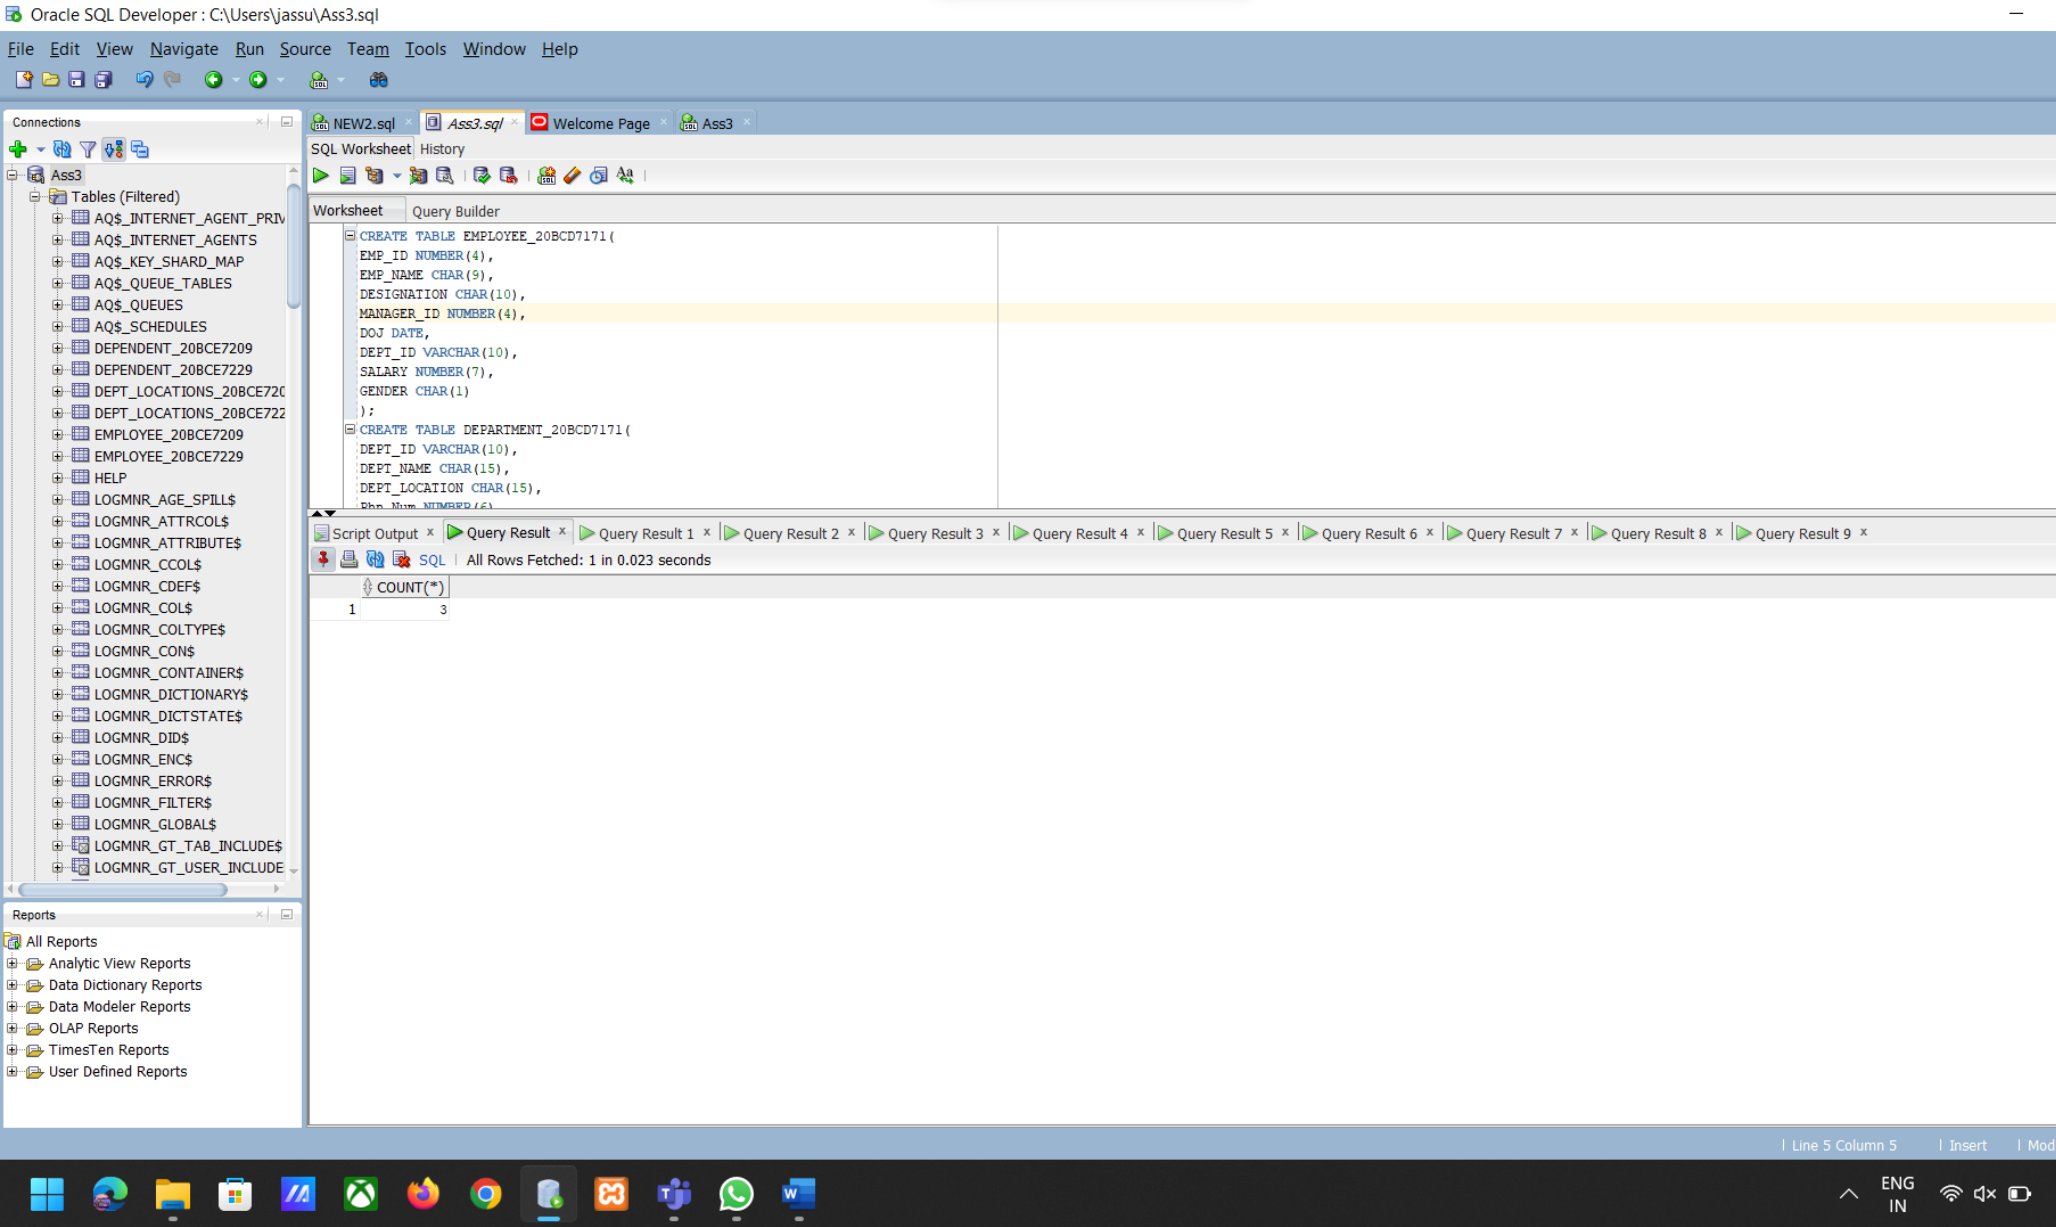 Oracle SQL Developer : C:\Users\jassu\Ass3.sql
File Edit View Navigate Run Source Team Tools Window Help
Connections
Ass3
Tables (Filtered)
AQ$_INTERNET_AGENT_PRIV
AQ$_INTERNET_AGENTS
AQ$_KEY_SHARD_MAP
AQ$_QUEUE_TABLES
AQ$_QUEUES
AQ$_SCHEDULES
DEPENDENT_20BCE7209
DEPENDENT_20BCE7229
DEPT_LOCATIONS_20BCE720
DEPT_LOCATIONS_20BCE722
EMPLOYEE_20BCE7209
EMPLOYEE_20BCE7229
HELP
LOGMNR_AGE_SPILL$
LOGMNR_ATTRCOL$
LOGMNR_ATTRIBUTE$
LOGMNR_CCOL$
LOGMNR_CDEF$
LOGMNR_COL$
LOGMNR_COLTYPE$
LOGMNR_CON$
LOGMNR_CONTAINER$
LOGMNR_DICTIONARY$
LOGMNR_DICTSTATE$
LOGMNR_DID$
LOGMNR_ENC$
LOGMNR_ERROR$
LOGMNR_FILTER$
LOGMNR_GLOBAL$
LOGMNR_GT_TAB_INCLUDE$
LOGMNR_GT_USER_INCLUDE
Reports
All Reports
Analytic View Reports
Data Dictionary Reports
Data Modeler Reports
OLAP Reports
TimesTen Reports
User Defined Reports
NEW2.sql Ass3.sql Welcome Page Ass3
SQL Worksheet History
Worksheet Query Builder
CREATE TABLE EMPLOYEE_20BCD7171(
EMP_ID NUMBER(4),
EMP_NAME CHAR(9),
DESIGNATION CHAR(10),
MANAGER_ID NUMBER(4),
DOJ DATE,
DEPT_ID VARCHAR(10),
SALARY NUMBER(7),
GENDER CHAR(1)
);
CREATE TABLE DEPARTMENT_20BCD7171(
DEPT_ID VARCHAR(10),
DEPT_NAME CHAR(15),
DEPT_LOCATION CHAR(15),
Phn_Num NUMBER(6)
Script Output Query Result Query Result 1 Query Result 2 Query Result 3 Query Result 4 Query Result 5 Query Result 6 Query Result 7 Query Result 8 Query Result 9
SQL All Rows Fetched: 1 in 0.023 seconds
COUNT(*)
1 3
Line 5 Column 5 Insert Mod
ENG
IN